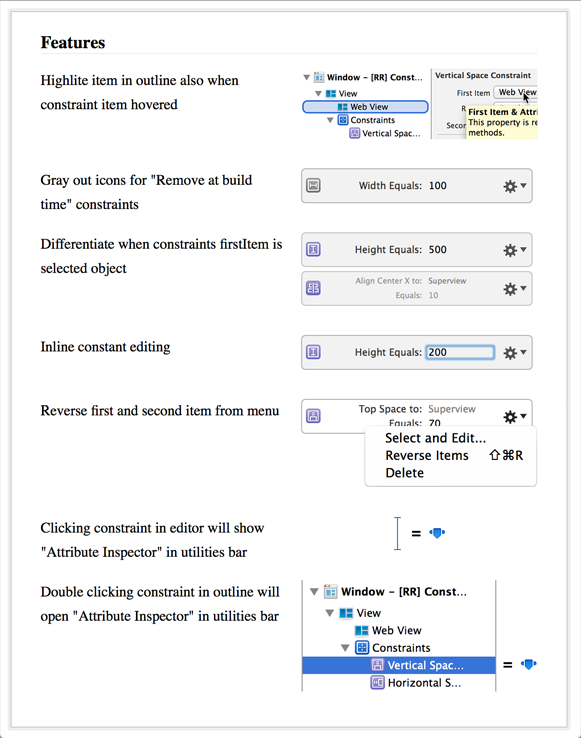 Features
Highlite item in outline also when
constraint item hovered
Window – [RR] Const...
View
Web View
Constraints
Vertical Spac...
Vertical Space Constraint
First Item
Web View
First Item & Attri
This property is re
methods.
Secon
Gray out icons for "Remove at build
time" constraints
Width Equals: 100
Differentiate when constraints firstItem is
selected object
Height Equals: 500
Align Center X to: Superview
Equals: 10
Inline constant editing
Height Equals: 200
Reverse first and second item from menu
Top Space to: Superview
Equals: 70
Select and Edit...
Reverse Items ⇧⌘R
Delete
Clicking constraint in editor will show
"Attribute Inspector" in utilities bar
=
Double clicking constraint in outline will
open "Attribute Inspector" in utilities bar
Window – [RR] Const...
View
Web View
Constraints
Vertical Spac...
=
Horizontal S...